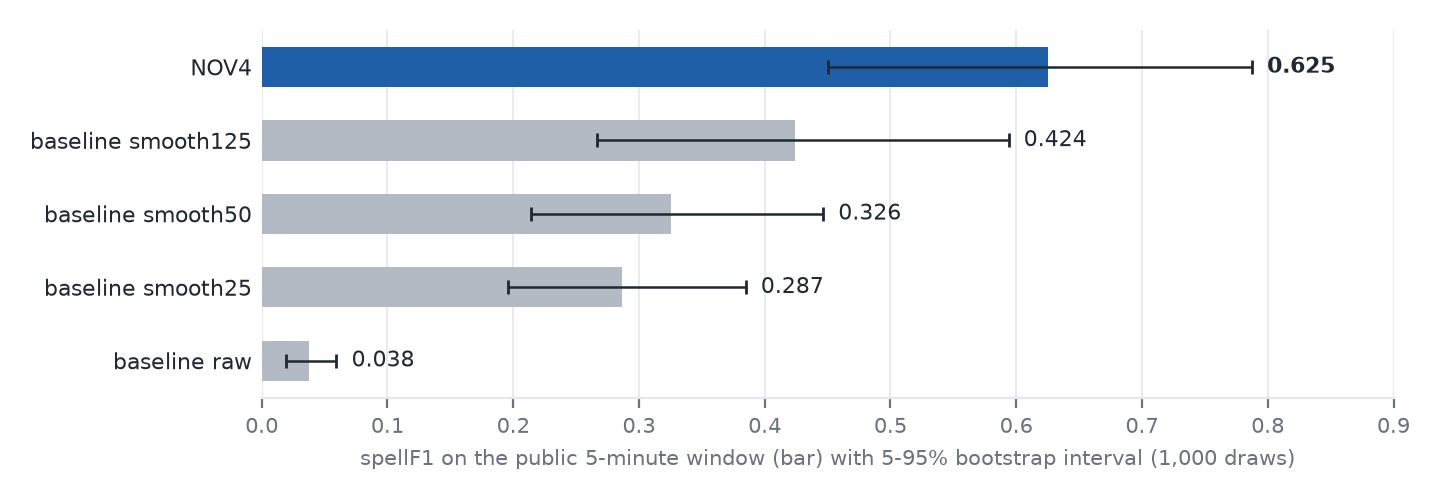 NOV4 0.625
baseline smooth125 0.424
baseline smooth50 0.326
baseline smooth25 0.287
baseline raw 0.038
0.0 0.1 0.2 0.3 0.4 0.5 0.6 0.7 0.8 0.9
spellF1 on the public 5-minute window (bar) with 5-95% bootstrap interval (1,000 draws)